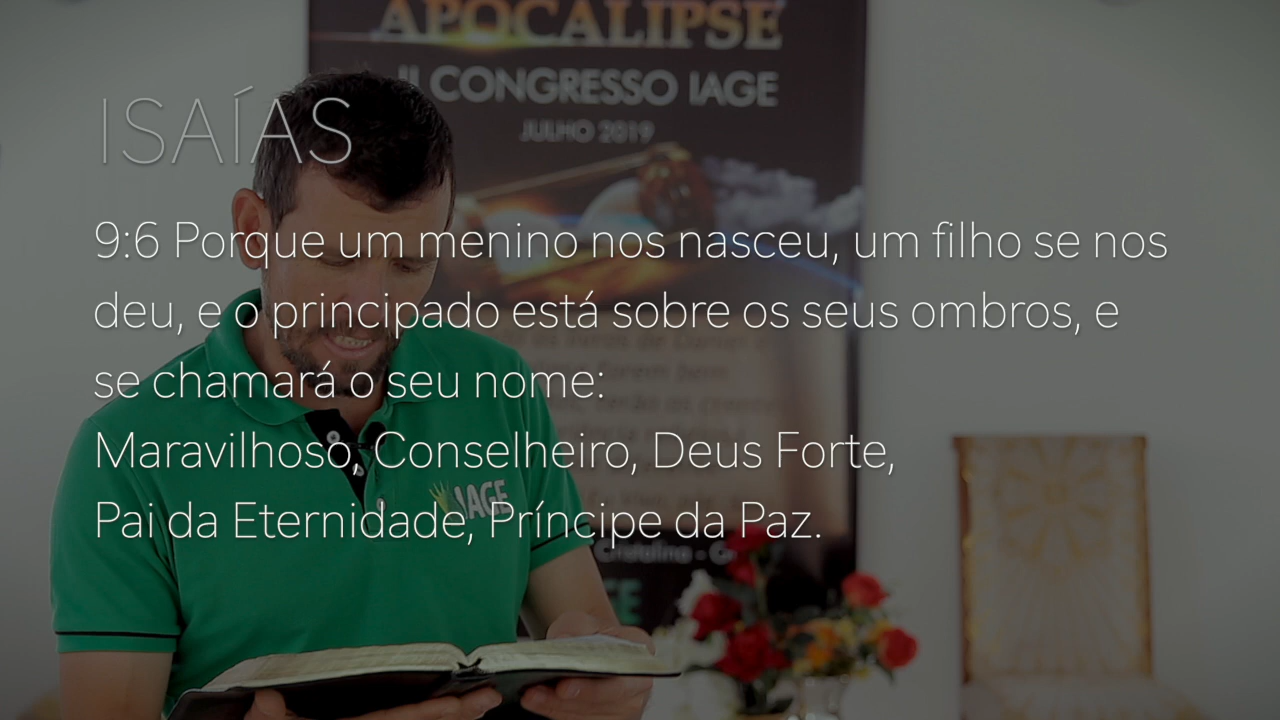 APOCALIPSE
II CONGRESSO IAGE
JULHO 2019
ISAÍAS
9:6 Porque um menino nos nasceu, um filho se nos
deu, e o principado está sobre os seus ombros, e
se chamará o seu nome:
Maravilhoso, Conselheiro, Deus Forte,
Pai da Eternidade, Príncipe da Paz.
IAGE
Cristalina - G